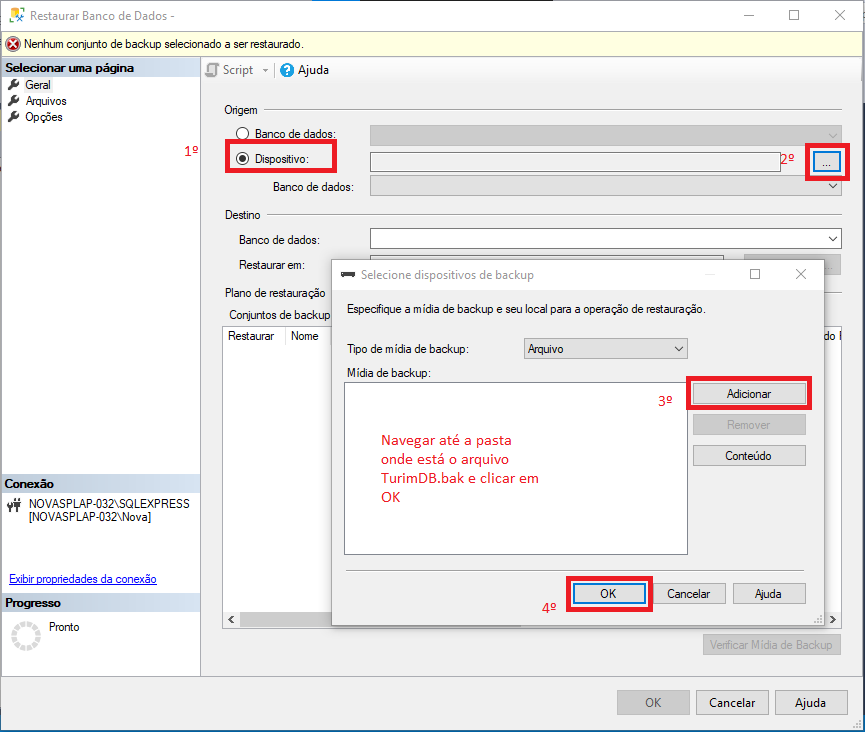 Restaurar Banco de Dados -
Nenhum conjunto de backup selecionado a ser restaurado.
Selecionar uma página
Geral
Arquivos
Opções
Script
Ajuda
Origem
Banco de dados:
1º
Dispositivo:
2º
...
Banco de dados:
Destino
Banco de dados:
Restaurar em:
Plano de restauração
Conjuntos de backup
Restaurar
Nome
Selecione dispositivos de backup
Especifique a mídia de backup e seu local para a operação de restauração.
Tipo de mídia de backup:
Arquivo
Mídia de backup:
3º
Adicionar
Remover
Conteúdo
Navegar até a pasta
onde está o arquivo
TurimDB.bak e clicar em
OK
4º
OK
Cancelar
Ajuda
Conexão
NOVASPLAP-032\SQLEXPRESS
[NOVASPLAP-032\Nova]
Exibir propriedades da conexão
Progresso
Pronto
Verificar Mídia de Backup
OK
Cancelar
Ajuda